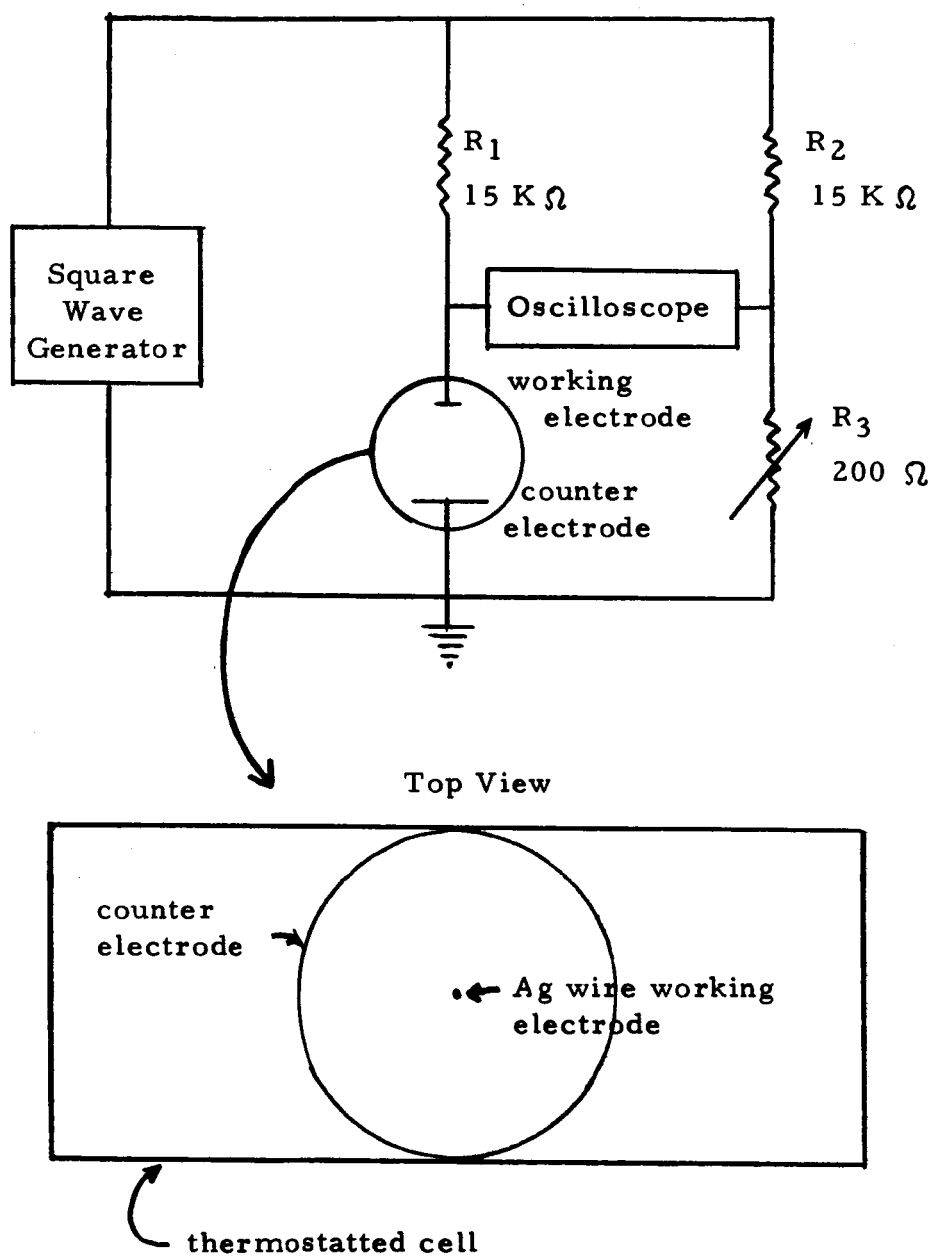 R1
15 K Ω
R2
15 K Ω
Square
Wave
Generator
Oscilloscope
working
electrode
R3
200 Ω
counter
electrode
Top View
counter
electrode
Ag wire working
electrode
thermostatted cell